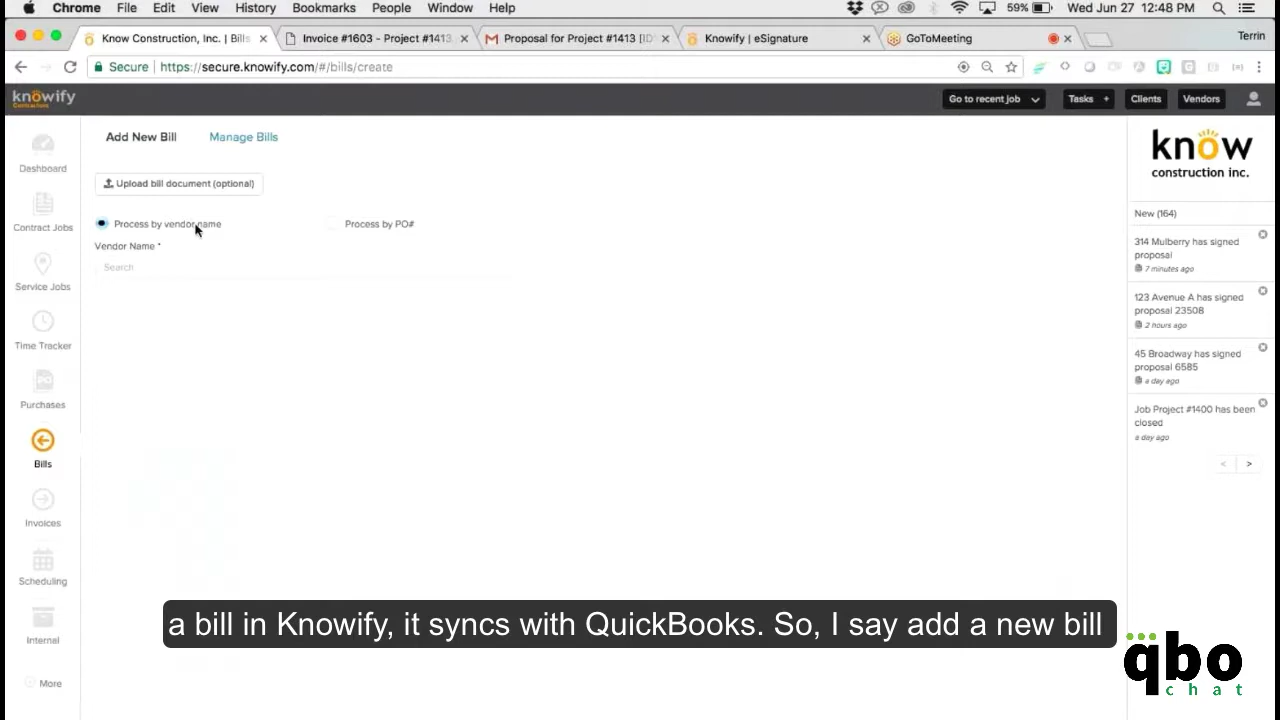 Chrome File Edit View History Bookmarks People Window Help 59% Wed Jun 27 12:48 PM
Know Construction, Inc. | Bills Invoice #1603 - Project #1413 Proposal for Project #1413 [ID Knowify | eSignature GoToMeeting Terrin
Secure https://secure.knowify.com/#/bills/create
knowify
Contractors
Go to recent job Tasks + Clients Vendors
Dashboard
Contract Jobs
Service Jobs
Time Tracker
PO
Purchases
Bills
Invoices
Scheduling
Internal
More
Add New Bill Manage Bills
Upload bill document (optional)
Process by vendor name Process by PO#
Vendor Name *
Search
know
construction inc.
New (164)
314 Mulberry has signed
proposal
7 minutes ago
123 Avenue A has signed
proposal 23508
2 hours ago
45 Broadway has signed
proposal 6585
a day ago
Job Project #1400 has been
closed
a day ago
< >
a bill in Knowify, it syncs with QuickBooks. So, I say add a new bill
qbo
chat